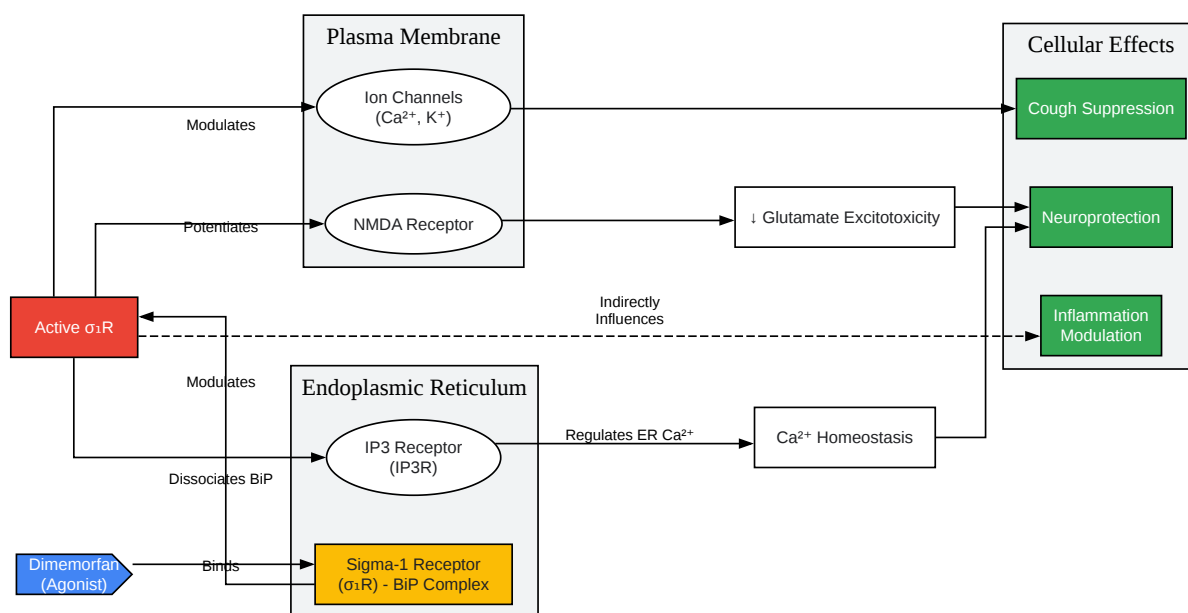 Plasma Membrane
Cellular Effects
Ion Channels
(Ca²⁺, K⁺)
Cough Suppression
Modulates
NMDA Receptor
Potentiates
↓ Glutamate Excitotoxicity
Neuroprotection
Indirectly
Influences
Active σ₁R
Inflammation
Modulation
Modulates
Endoplasmic Reticulum
IP3 Receptor
(IP3R)
Regulates ER Ca²⁺
Ca²⁺ Homeostasis
Dissociates BiP
Dimemorfan
(Agonist)
Binds
Sigma-1 Receptor
(σ₁R) - BiP Complex